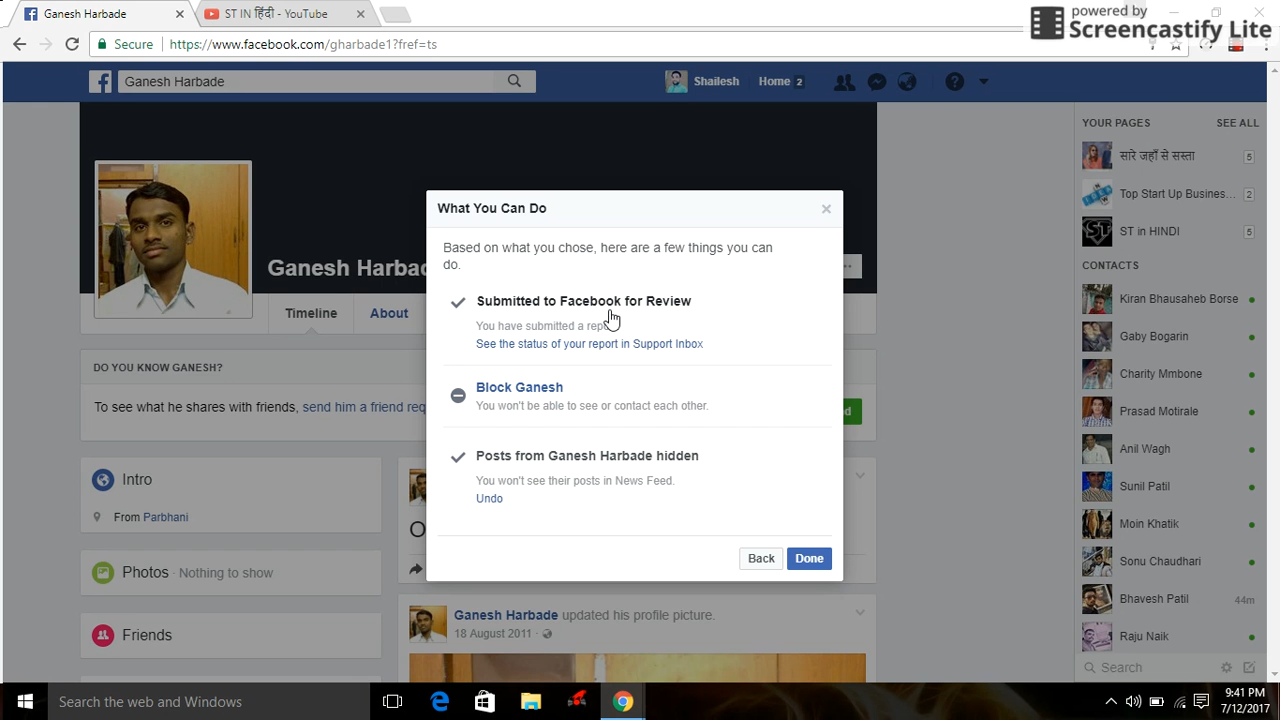 Ganesh Harbade
ST IN हिंदी - YouTube
powered by
Screencastify Lite
Secure
https://www.facebook.com/gharbade1?fref=ts
Ganesh Harbade
Shailesh
Home 2
Ganesh Harbad
Timeline
About
DO YOU KNOW GANESH?
To see what he shares with friends, send him a friend req
d
Intro
From Parbhani
Photos · Nothing to show
Friends
O
What You Can Do
Based on what you chose, here are a few things you can
do.
Submitted to Facebook for Review
You have submitted a rep
See the status of your report in Support Inbox
Block Ganesh
You won't be able to see or contact each other.
Posts from Ganesh Harbade hidden
You won't see their posts in News Feed.
Undo
Back
Done
Ganesh Harbade updated his profile picture.
18 August 2011 ·
YOUR PAGES
SEE ALL
सारे जहाँ से सस्ता
5
Top Start Up Busines...
2
ST in HINDI
5
CONTACTS
Kiran Bhausaheb Borse
Gaby Bogarin
Charity Mmbone
Prasad Motirale
Anil Wagh
Sunil Patil
Moin Khatik
Sonu Chaudhari
Bhavesh Patil
44m
Raju Naik
Search
Search the web and Windows
9:41 PM
7/12/2017